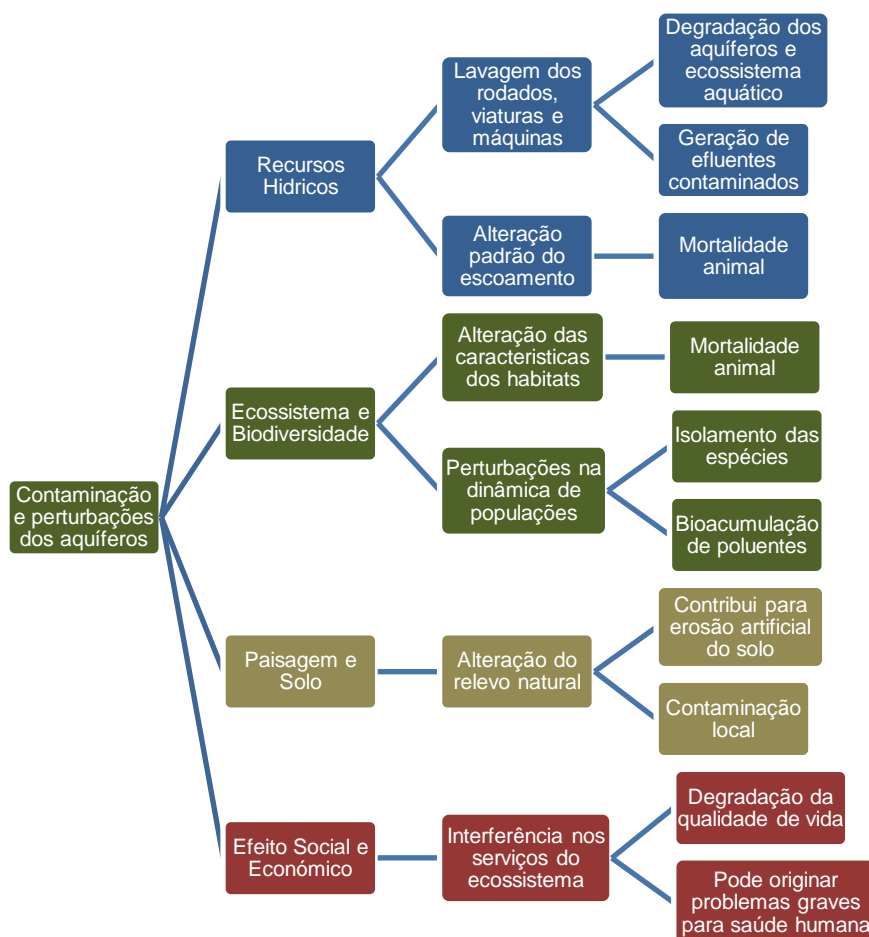 Contaminação
e perturbações
dos aquíferos
Recursos
Hidricos
Lavagem dos
rodados,
viaturas e
máquinas
Degradação dos
aquíferos e
ecossistema
aquático
Geração de
efluentes
contaminados
Alteração
padrão do
escoamento
Mortalidade
animal
Ecossistema e
Biodiversidade
Alteração das
caracteristicas
dos habitats
Mortalidade
animal
Perturbações na
dinâmica de
populações
Isolamento das
espécies
Bioacumulação
de poluentes
Paisagem e
Solo
Alteração do
relevo natural
Contribui para
erosão artificial
do solo
Contaminação
local
Efeito Social e
Económico
Interferência nos
serviços do
ecossistema
Degradação da
qualidade de vida
Pode originar
problemas graves
para saúde humana